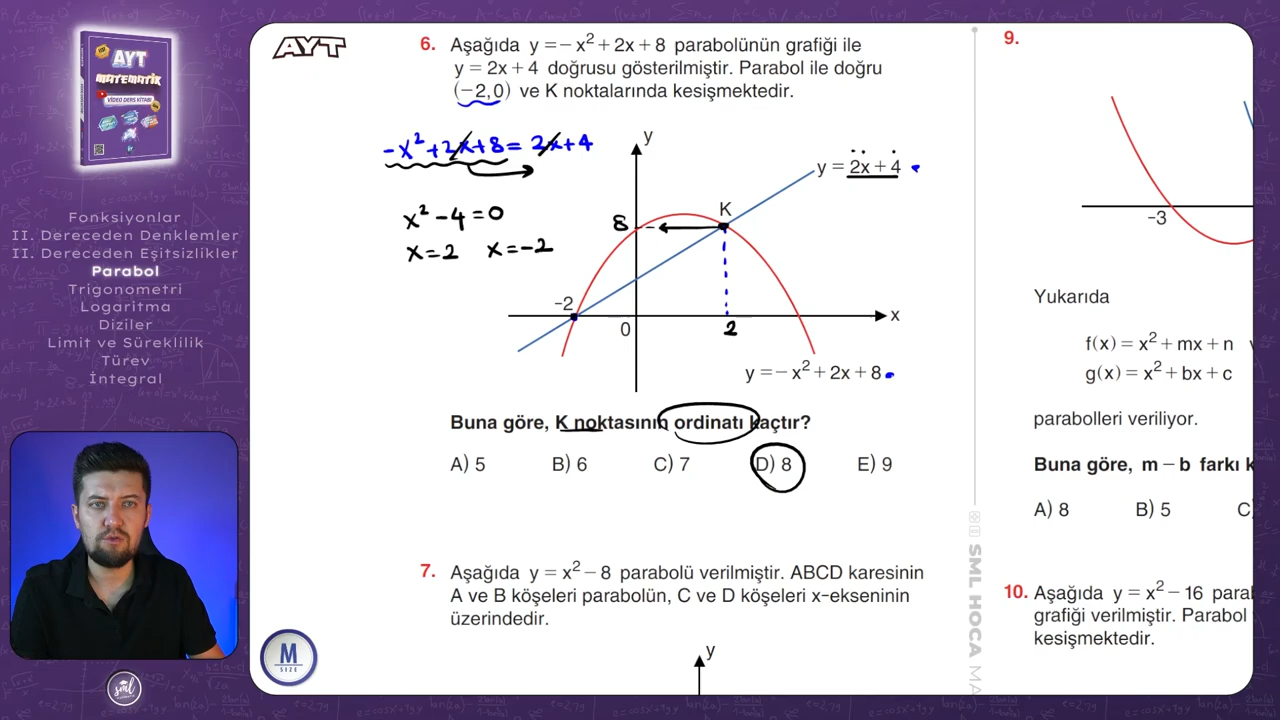 AYT
MATEMATİK
VİDEO DERS KİTABI
Fonksiyonlar
II. Dereceden Denklemler
II. Dereceden Eşitsizlikler
Parabol
Trigonometri
Logaritma
Diziler
Limit ve Süreklilik
Türev
İntegral
sml
AYT
6. Aşağıda y = −x² + 2x + 8 parabolünün grafiği ile
y = 2x + 4 doğrusu gösterilmiştir. Parabol ile doğru
(−2,0) ve K noktalarında kesişmektedir.
-x² + 2x + 8 = 2x + 4
x² - 4 = 0
x = 2 x = -2
y
y = 2x + 4
K
8
-2
0
2
x
y = −x² + 2x + 8
Buna göre, K noktasının ordinatı kaçtır?
A) 5 B) 6 C) 7 D) 8 E) 9
7. Aşağıda y = x² − 8 parabolü verilmiştir. ABCD karesinin
A ve B köşeleri parabolün, C ve D köşeleri x-ekseninin
üzerindedir.
y
M
SIZE
SML HOCA MA
9.
-3
Yukarıda
f(x) = x² + mx + n
g(x) = x² + bx + c
parabolleri veriliyor.
Buna göre, m − b farkı k
A) 8 B) 5 C)
10. Aşağıda y = x² − 16 para
grafiği verilmiştir. Parabol
kesişmektedir.